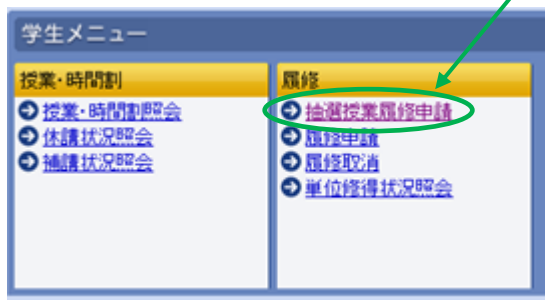 学生メニュー
授業・時間割
授業・時間割照会
休講状況照会
補講状況照会
履修
抽選授業履修申請
履修申請
履修取消
単位修得状況照会